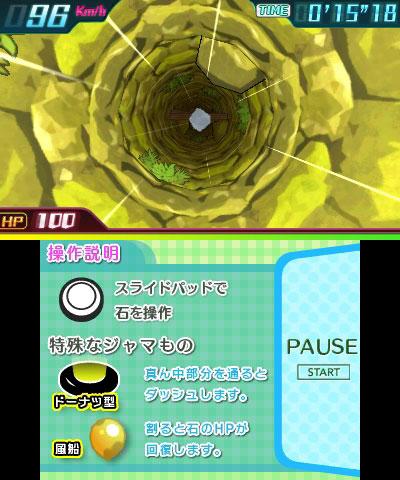 096 Km/h TIME 0'15"18
HP 100
操作説明
スライドパッドで
石を操作
特殊なジャマもの
PAUSE
START
ドーナツ型
真ん中部分を通ると
ダッシュします。
風船
割ると石のHPが
回復します。